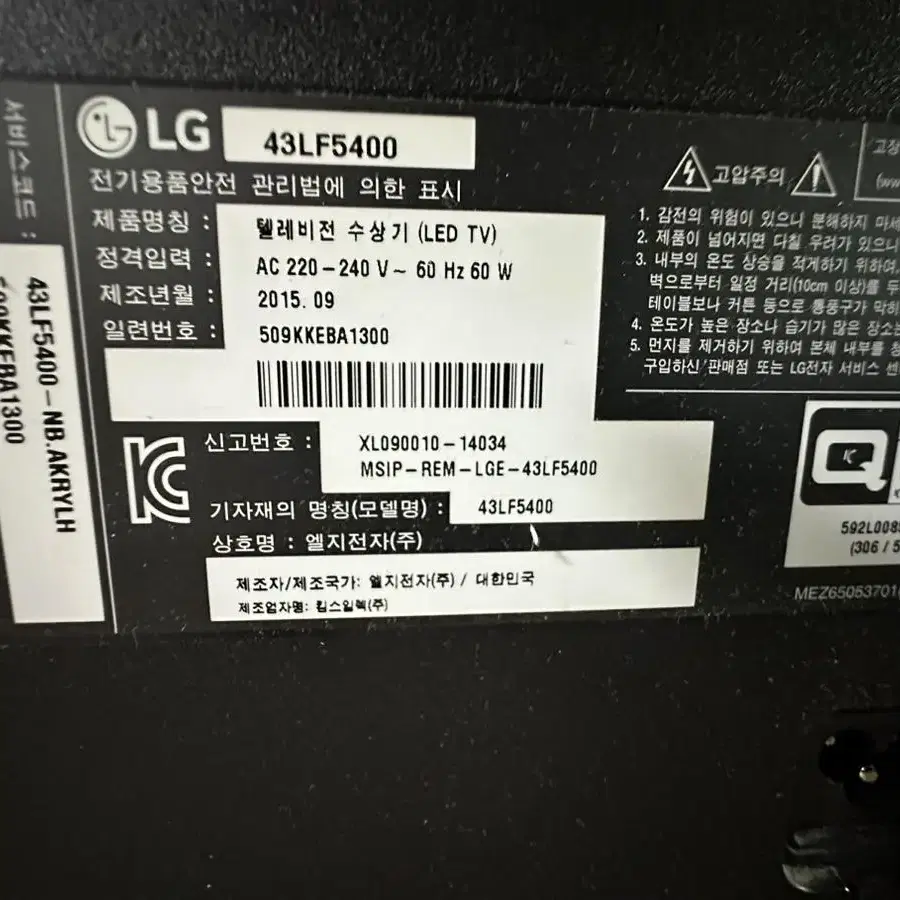 서비스코드 :
43LF5400-NB.AKRYLH
509KKEBA1300
LG 43LF5400
전기용품안전 관리법에 의한 표시
제품명칭 : 텔레비전 수상기 (LED TV)
정격입력 : AC 220-240 V~ 60 Hz 60 W
제조년월 : 2015. 09
일련번호 : 509KKEBA1300
신고번호 : XL090010-14034
MSIP-REM-LGE-43LF5400
기자재의 명칭(모델명) : 43LF5400
상호명 : 엘지전자(주)
제조자/제조국가: 엘지전자(주) / 대한민국
제조업자명: 킴스일렉(주)
고압주의
1. 감전의 위험이 있으니 분해하지 마세
2. 제품이 넘어지면 다칠 우려가 있으니
3. 내부의 온도 상승을 적게하기 위하여,
벽으로부터 일정 거리(10cm 이상)를 두
테이블보나 커튼 등으로 통풍구가 막히
4. 온도가 높은 장소나 습기가 많은 장소는
5. 먼지를 제거하기 위하여 본체 내부를 청
구입하신 판매점 또는 LG전자 서비스 센
고장
(ww
Q
592L008
(306 / 5
MEZ6505370